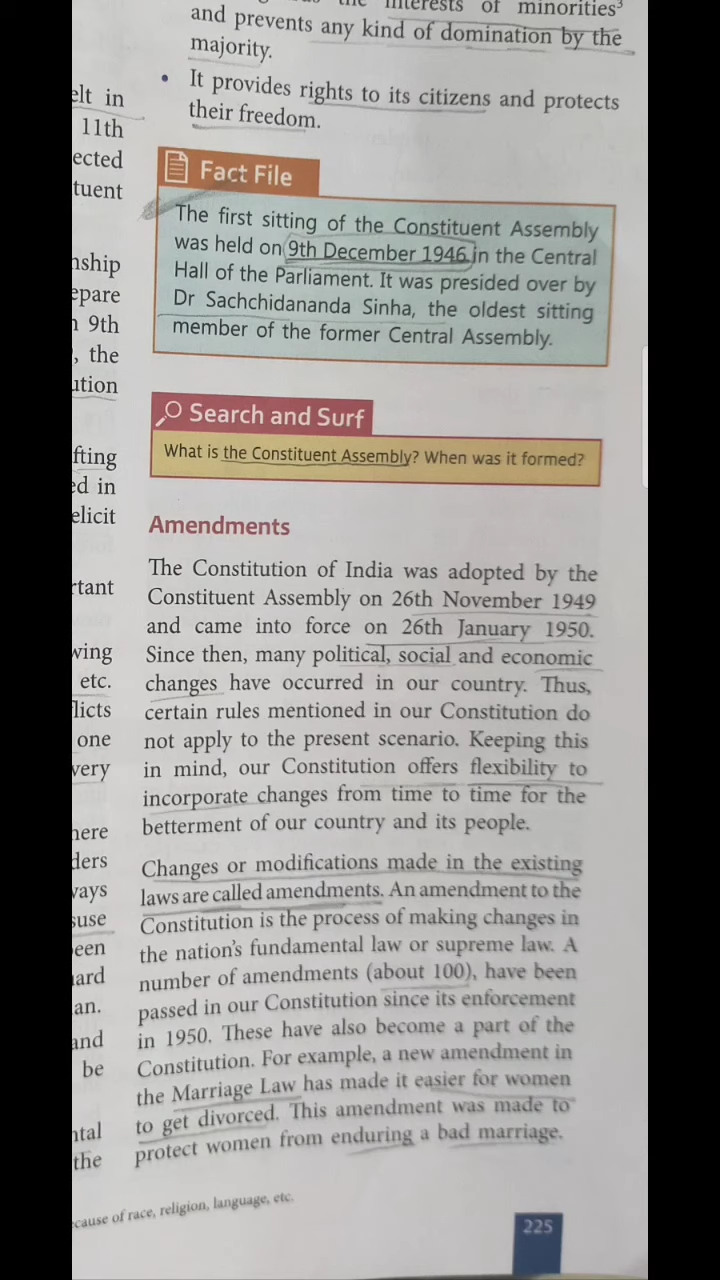 the interests of minorities³
and prevents any kind of domination by the
majority.
• It provides rights to its citizens and protects
their freedom.
Fact File
The first sitting of the Constituent Assembly
was held on 9th December 1946 in the Central
Hall of the Parliament. It was presided over by
Dr Sachchidananda Sinha, the oldest sitting
member of the former Central Assembly.
Search and Surf
What is the Constituent Assembly? When was it formed?
Amendments
The Constitution of India was adopted by the
Constituent Assembly on 26th November 1949
and came into force on 26th January 1950.
Since then, many political, social and economic
changes have occurred in our country. Thus,
certain rules mentioned in our Constitution do
not apply to the present scenario. Keeping this
in mind, our Constitution offers flexibility to
incorporate changes from time to time for the
betterment of our country and its people.
Changes or modifications made in the existing
laws are called amendments. An amendment to the
Constitution is the process of making changes in
the nation's fundamental law or supreme law. A
number of amendments (about 100), have been
passed in our Constitution since its enforcement
in 1950. These have also become a part of the
Constitution. For example, a new amendment in
the Marriage Law has made it easier for women
to get divorced. This amendment was made to
protect women from enduring a bad marriage.
elt in
11th
ected
tuent
nship
epare
9th
, the
ution
fting
ed in
elicit
rtant
wing
etc.
licts
one
very
here
ders
ways
suse
een
ard
an.
and
be
ntal
the
cause of race, religion, language, etc.
225